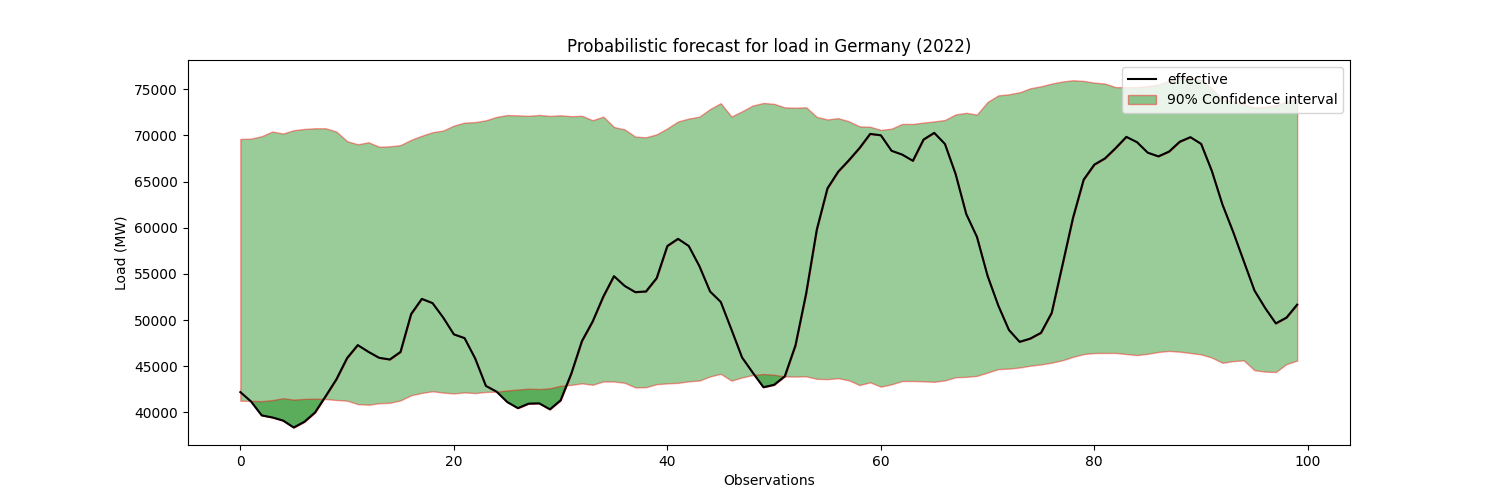 Probabilistic forecast for load in Germany (2022)
effective
90% Confidence interval
Load (MW)
75000
70000
65000
60000
55000
50000
45000
40000
0 20 40 60 80 100
Observations